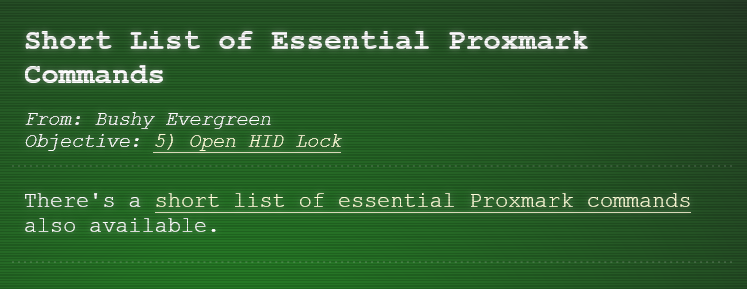 Short List of Essential Proxmark
Commands
From: Bushy Evergreen
Objective: 5) Open HID Lock
There's a short list of essential Proxmark commands
also available.